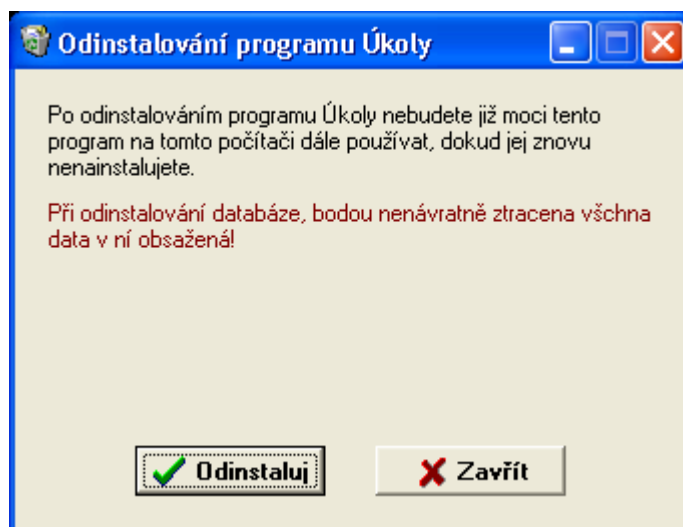 Odinstalování programu Úkoly
Po odinstalováním programu Úkoly nebudete již moci tento
program na tomto počítači dále používat, dokud jej znovu
nenainstalujete.
Při odinstalování databáze, bodou nenávratně ztracena všchna
data v ní obsažená!
Odinstaluj
Zavřít